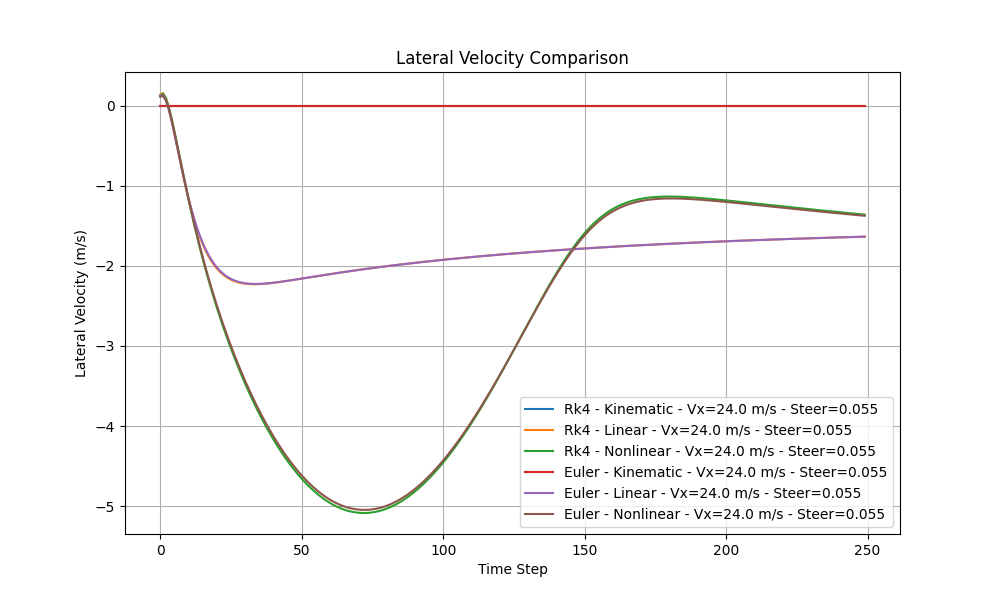 Lateral Velocity Comparison
Lateral Velocity (m/s)
0
−1
−2
−3
−4
−5
Rk4 - Kinematic - Vx=24.0 m/s - Steer=0.055
Rk4 - Linear - Vx=24.0 m/s - Steer=0.055
Rk4 - Nonlinear - Vx=24.0 m/s - Steer=0.055
Euler - Kinematic - Vx=24.0 m/s - Steer=0.055
Euler - Linear - Vx=24.0 m/s - Steer=0.055
Euler - Nonlinear - Vx=24.0 m/s - Steer=0.055
0 50 100 150 200 250
Time Step